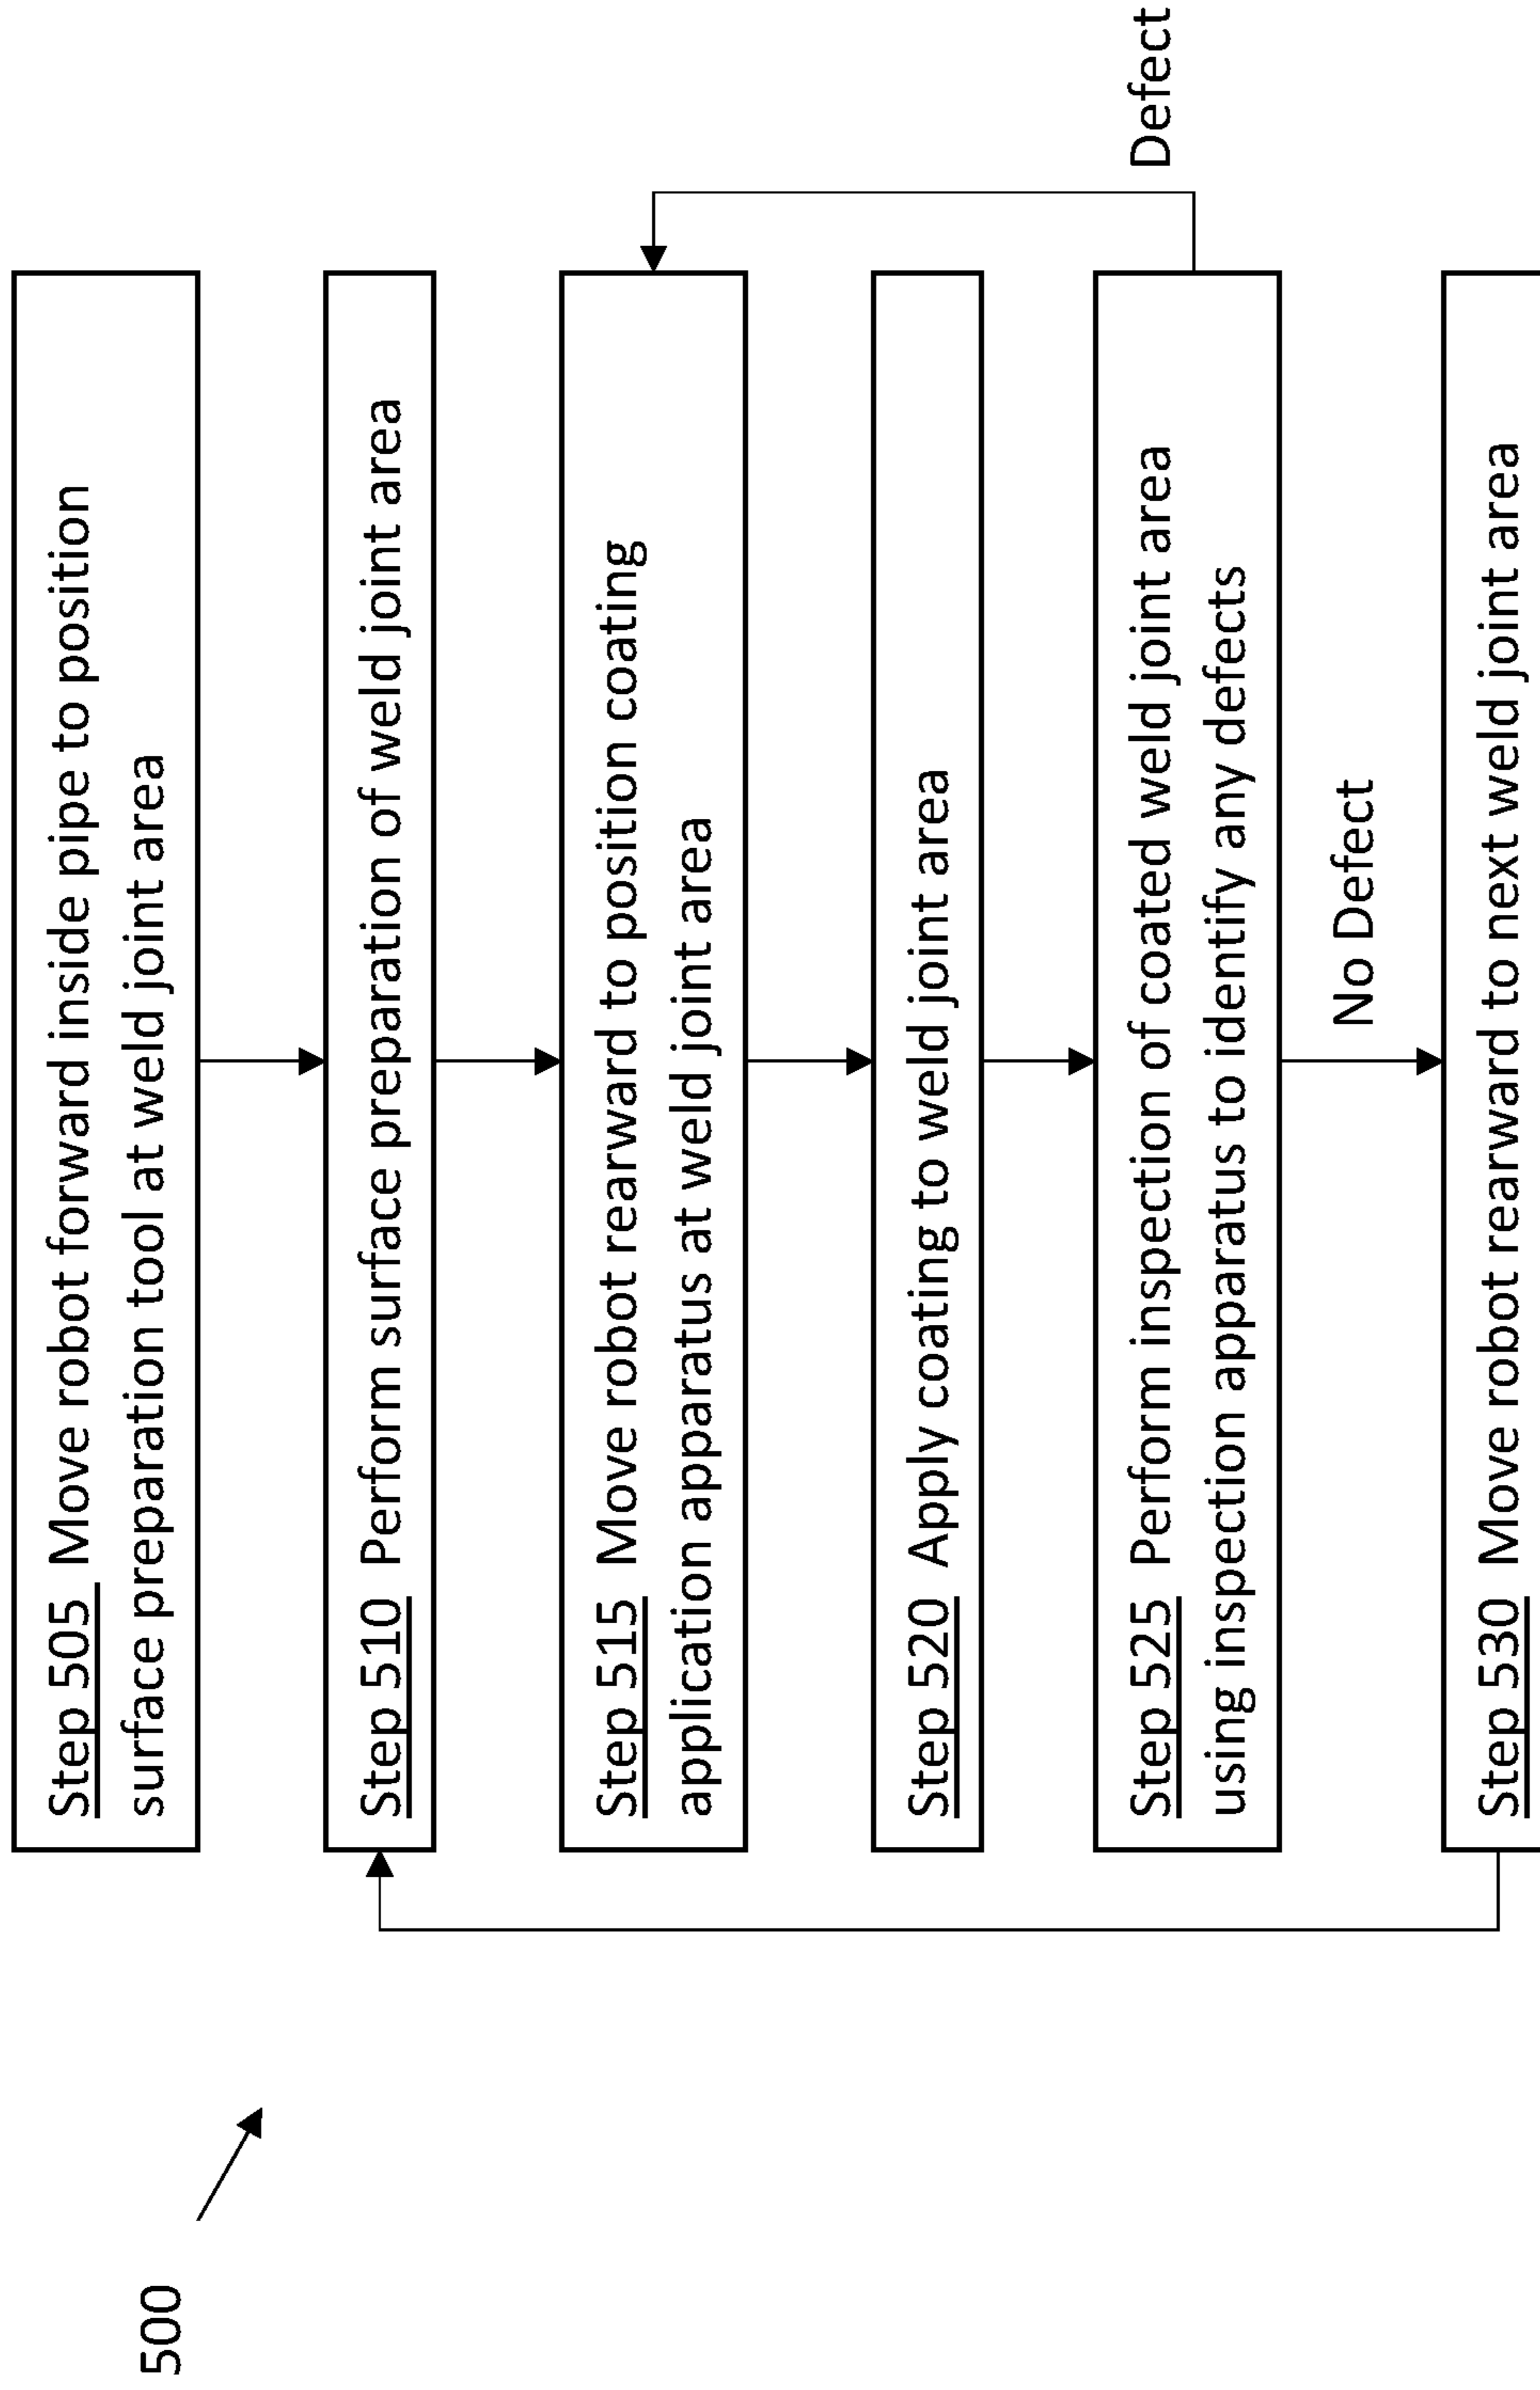 500
Step 505 Move robot forward inside pipe to position
surface preparation tool at weld joint area
Step 510 Perform surface preparation of weld joint area
Step 515 Move robot rearward to position coating
application apparatus at weld joint area
Step 520 Apply coating to weld joint area
Step 525 Perform inspection of coated weld joint area
using inspection apparatus to identify any defects
Defect
No Defect
Step 530 Move robot rearward to next weld joint area